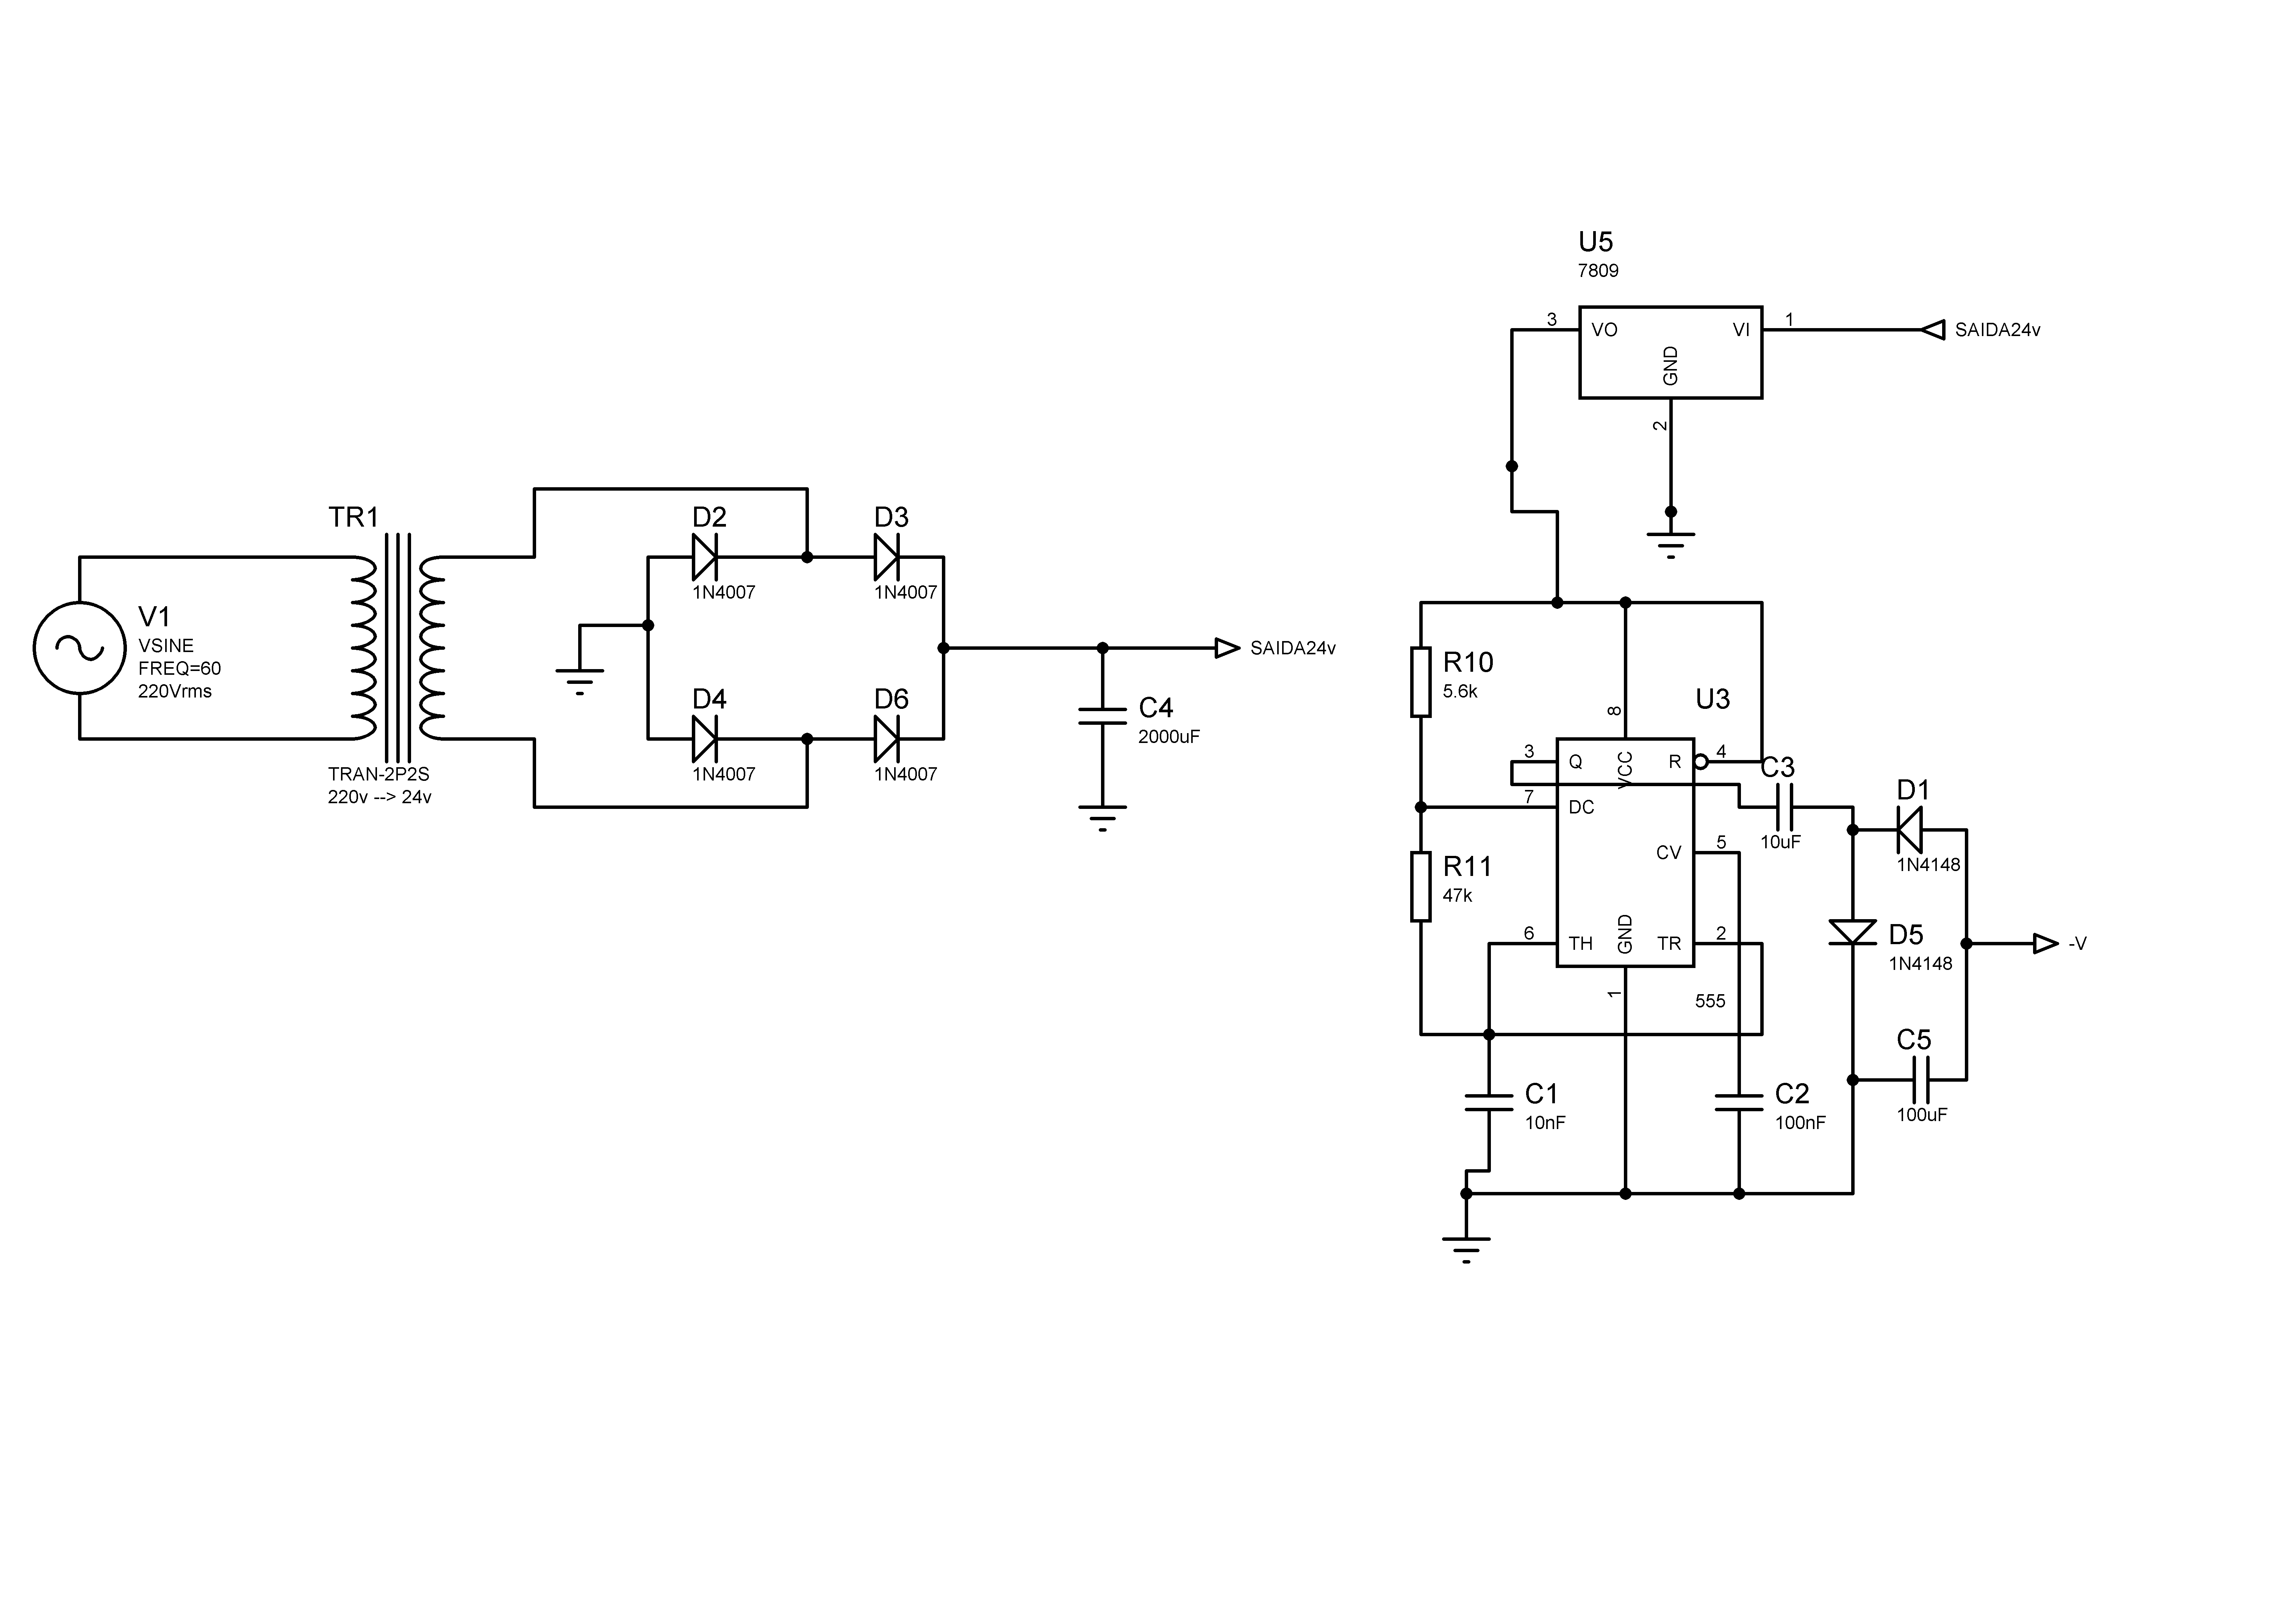 U5
7809
3
VO
VI
1
SAIDA24v
GND
2
TR1
D2
D3
1N4007
1N4007
V1
VSINE
FREQ=60
220Vrms
SAIDA24v
D4
D6
1N4007
1N4007
C4
2000uF
TRAN-2P2S
220v --> 24v
R10
5.6k
U3
8
3
Q
VCC
R
4
C3
7
DC
10uF
D1
1N4148
CV
5
R11
47k
6
TH
GND
TR
2
D5
1N4148
-V
1
555
C5
100uF
C1
10nF
C2
100nF